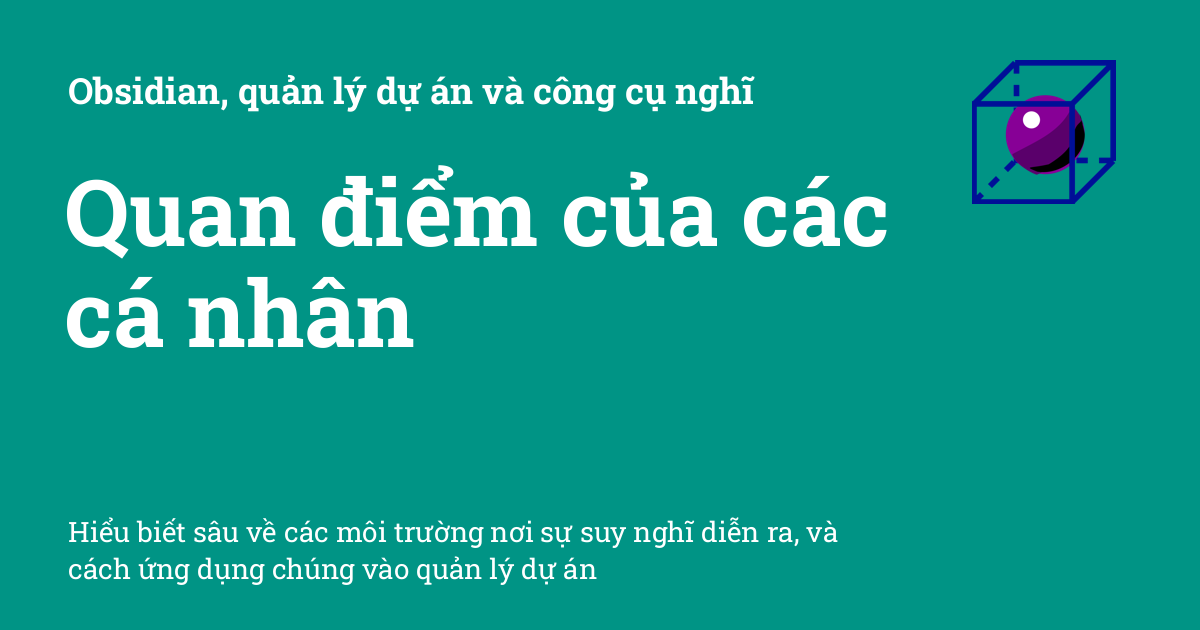 Obsidian, quản lý dự án và công cụ nghĩ
Quan điểm của các
cá nhân
Hiểu biết sâu về các môi trường nơi sự suy nghĩ diễn ra, và
cách ứng dụng chúng vào quản lý dự án